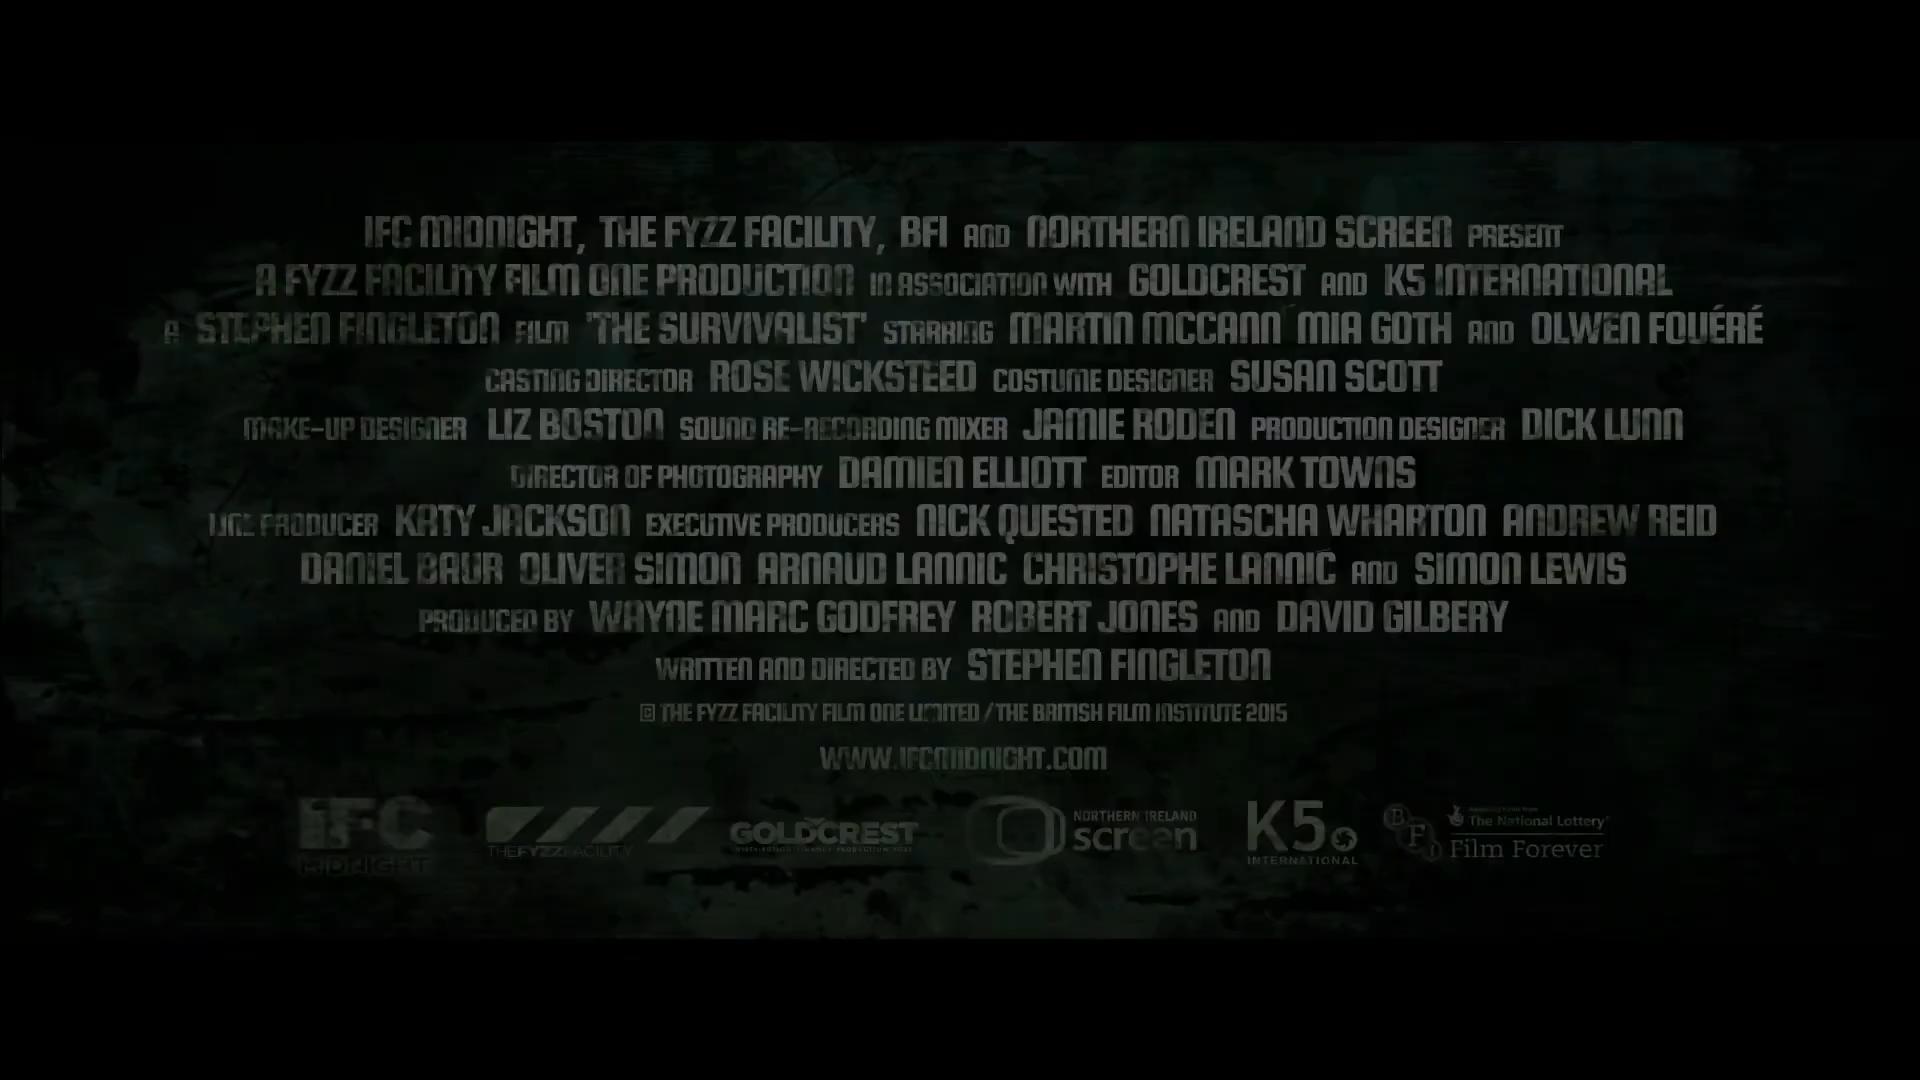 IFC MIDNIGHT, THE FYZZ FACILITY, BFI AND NORTHERN IRELAND SCREEN PRESENT
A FYZZ FACILITY FILM ONE PRODUCTION IN ASSOCIATION WITH GOLDCREST AND K5 INTERNATIONAL
A STEPHEN FINGLETON FILM 'THE SURVIVALIST' STARRING MARTIN MCCANN MIA GOTH AND OLWEN FOUÉRÉ
CASTING DIRECTOR ROSE WICKSTEED COSTUME DESIGNER SUSAN SCOTT
MAKE-UP DESIGNER LIZ BOSTON SOUND RE-RECORDING MIXER JAMIE RODEN PRODUCTION DESIGNER DICK LUNN
DIRECTOR OF PHOTOGRAPHY DAMIEN ELLIOTT EDITOR MARK TOWNS
LINE PRODUCER KATY JACKSON EXECUTIVE PRODUCERS NICK QUESTED NATASCHA WHARTON ANDREW REID
DANIEL BAUR OLIVER SIMON ARNAUD LANNIC CHRISTOPHE LANNIC AND SIMON LEWIS
PRODUCED BY WAYNE MARC GODFREY ROBERT JONES AND DAVID GILBERY
WRITTEN AND DIRECTED BY STEPHEN FINGLETON
© THE FYZZ FACILITY FILM ONE LIMITED / THE BRITISH FILM INSTITUTE 2015
WWW.IFCMIDNIGHT.COM
IFC
MIDNIGHT
THEFYZZFACILITY
GOLDCREST
NORTHERN IRELAND
screen
K5
INTERNATIONAL
BFI
The National Lottery
Film Forever